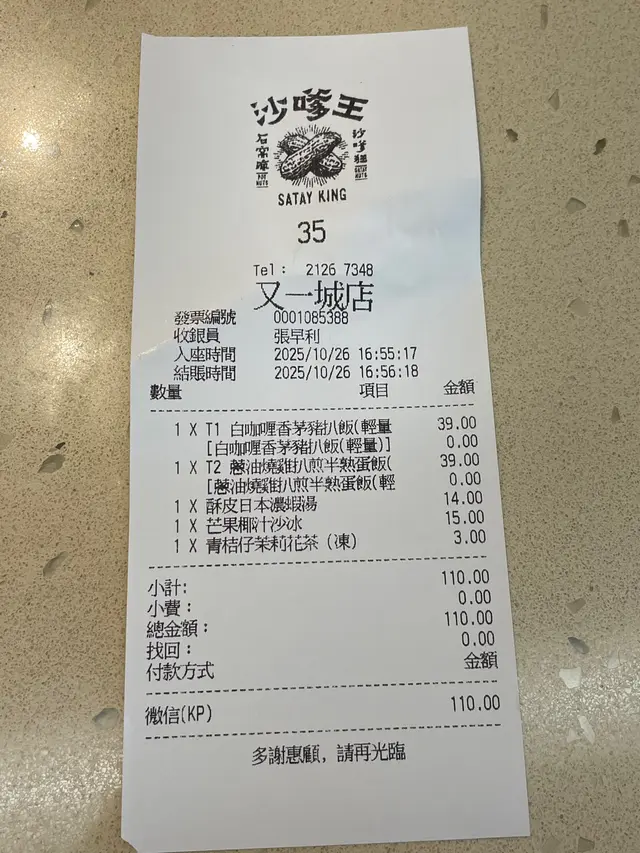 沙嗲王
石窩庫
沙嗲糕
SATAY KING
35
Tel: 2126 7348
又一城店
發票編號 0001085388
收銀員 張早利
入座時間 2025/10/26 16:55:17
結賬時間 2025/10/26 16:56:18
數量 項目 金額
1 X T1 白咖喱香茅豬扒飯(輕量 39.00
[白咖喱香茅豬扒飯(輕量)] 0.00
1 X T2 蔥油燒雞扒煎半熟蛋飯( 39.00
[蔥油燒雞扒煎半熟蛋飯(輕 0.00
1 X 酥皮日本濃蝦湯 14.00
1 X 芒果椰汁沙冰 15.00
1 X 青桔仔茉莉花茶 (凍) 3.00
小計: 110.00
小費: 0.00
總金額: 110.00
找回: 0.00
付款方式 金額
微信(KP) 110.00
多謝惠顧, 請再光臨